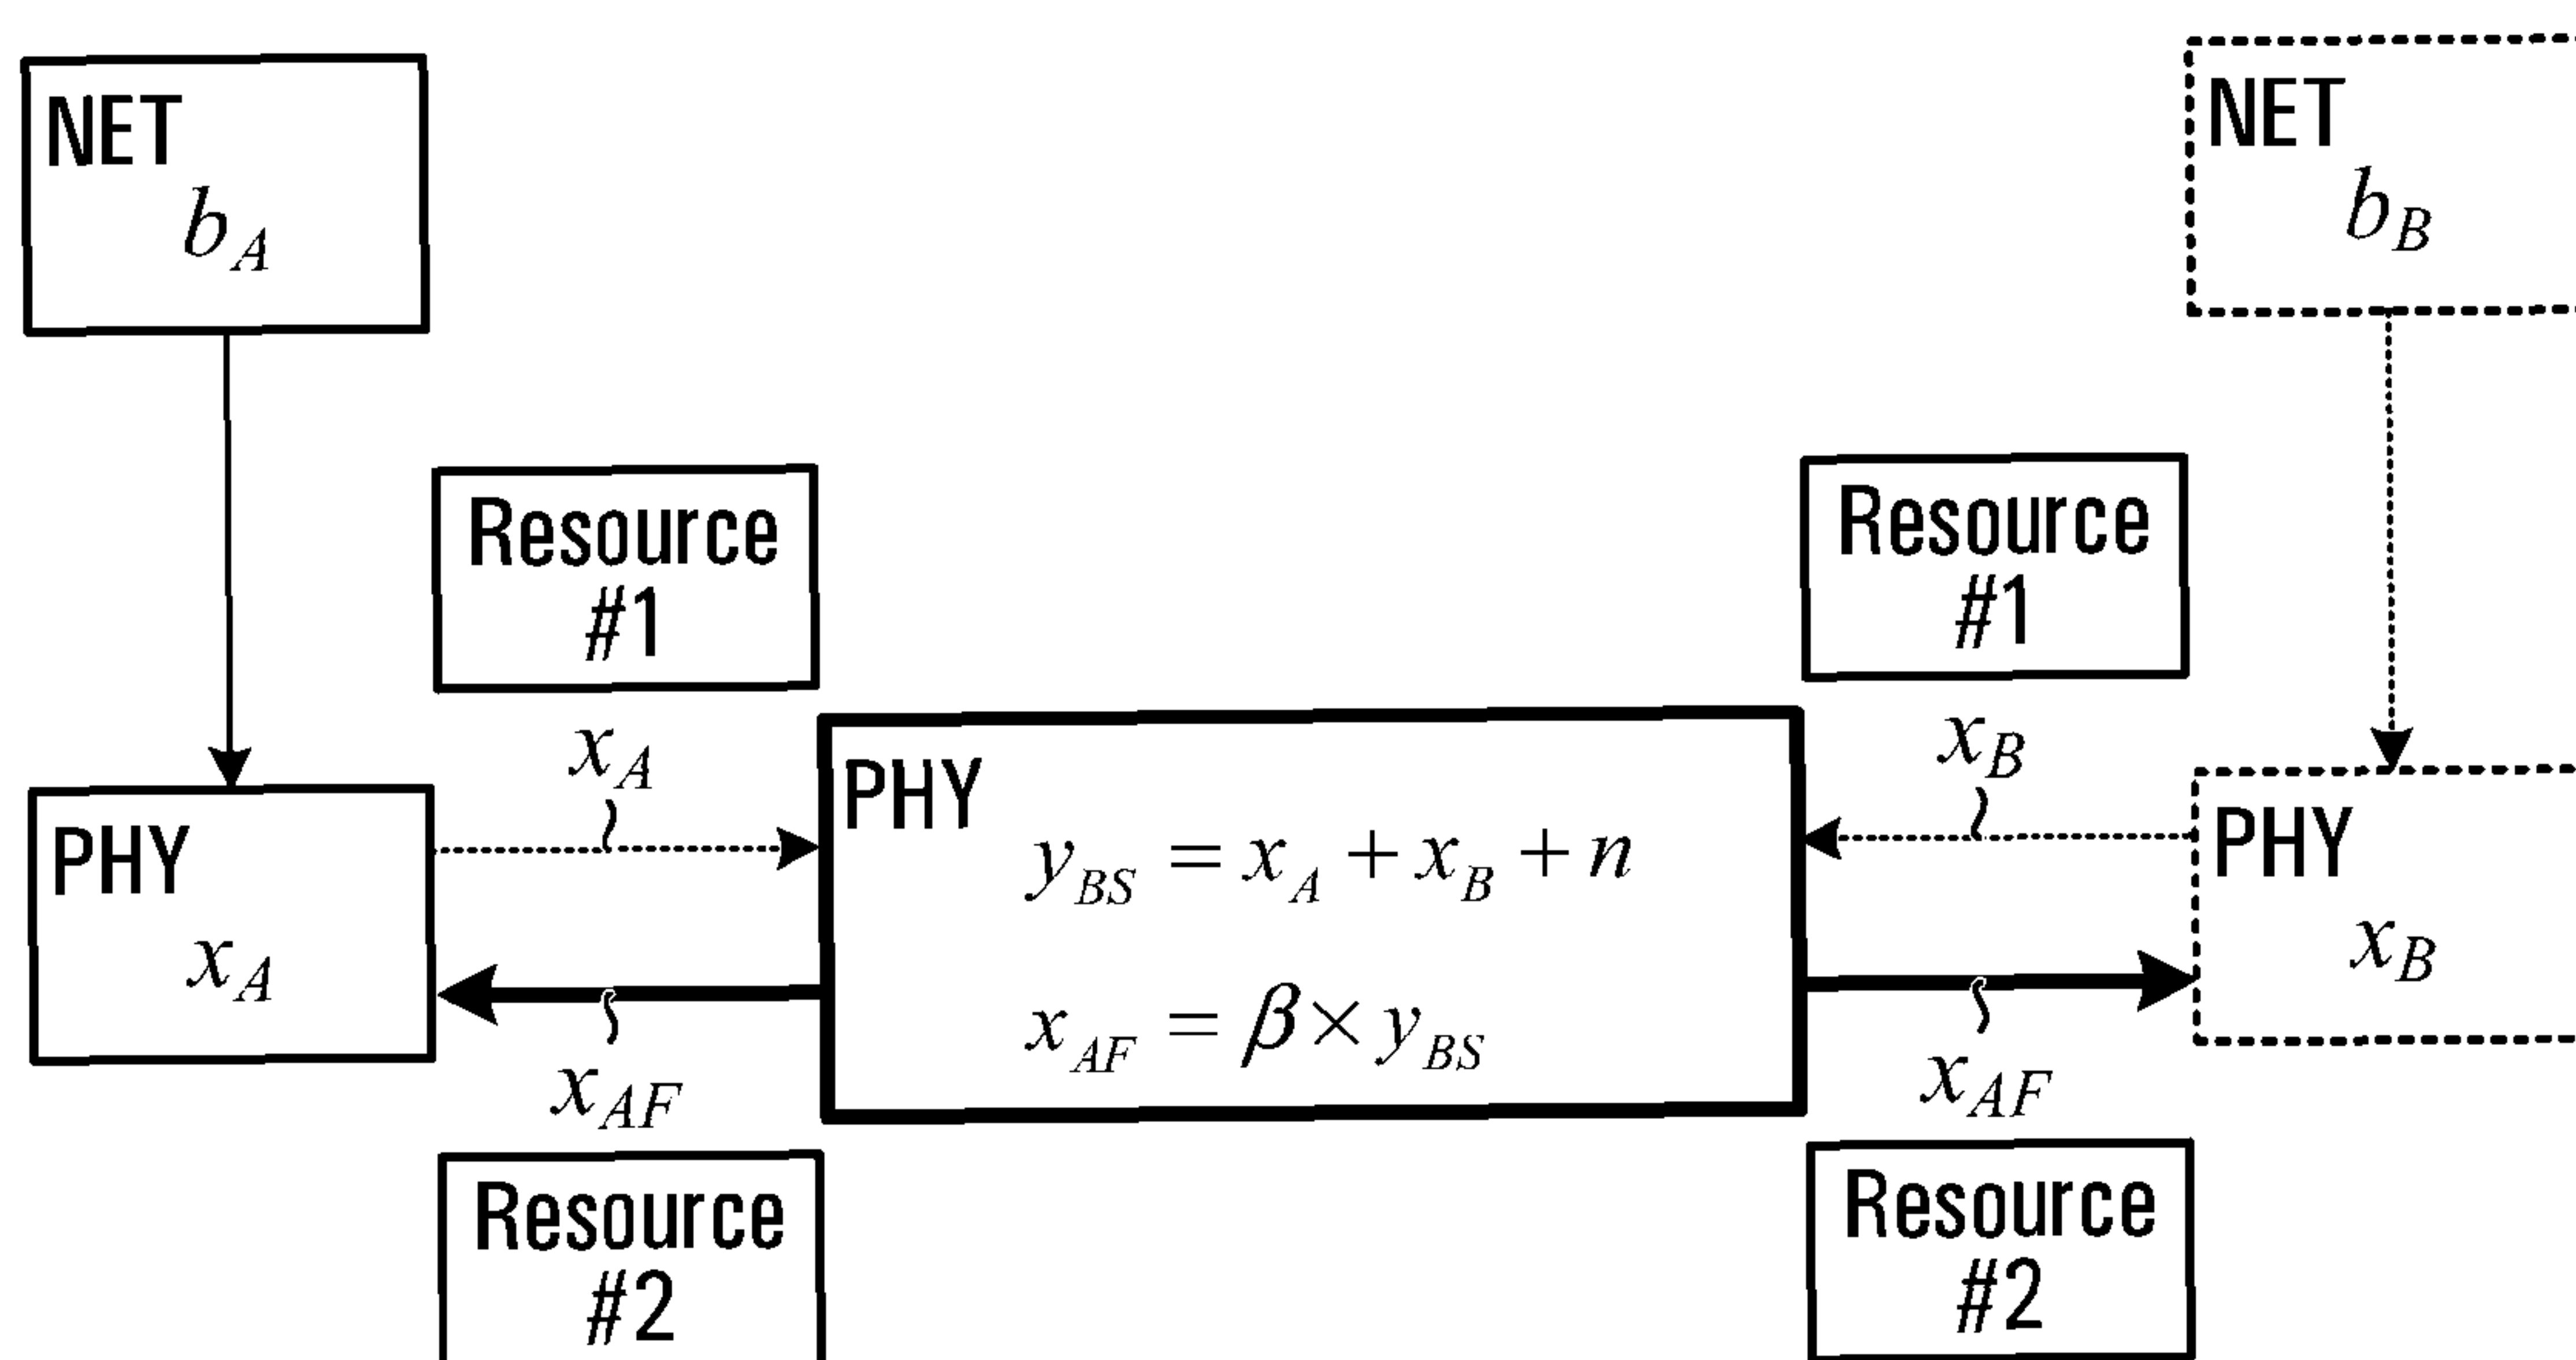 NET
b_A
NET
b_B
Resource
#1
Resource
#1
x_A
x_B
PHY
x_A
PHY
y_BS = x_A + x_B + n
x_AF = β × y_BS
PHY
x_B
x_AF
x_AF
Resource
#2
Resource
#2